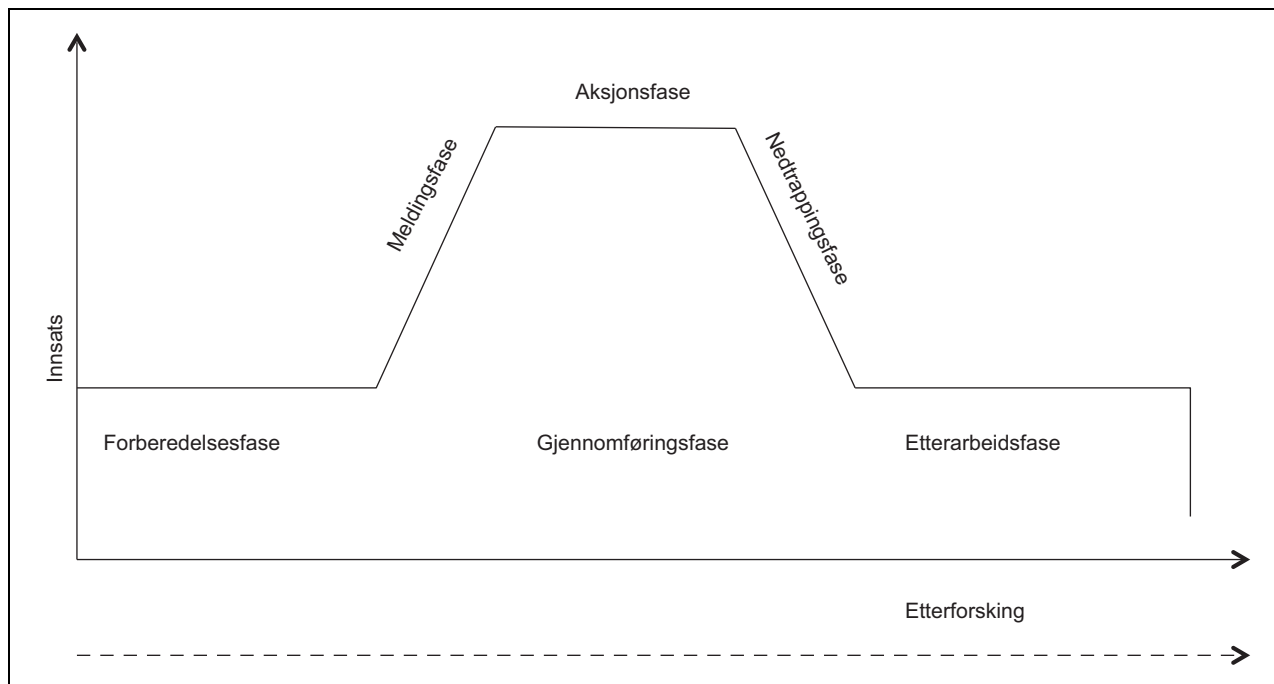 Aksjonsfase
Meldingsfase
Nedtrappingsfase
Innsats
Forberedelsesfase
Gjennomføringsfase
Etterarbeidsfase
Etterforsking